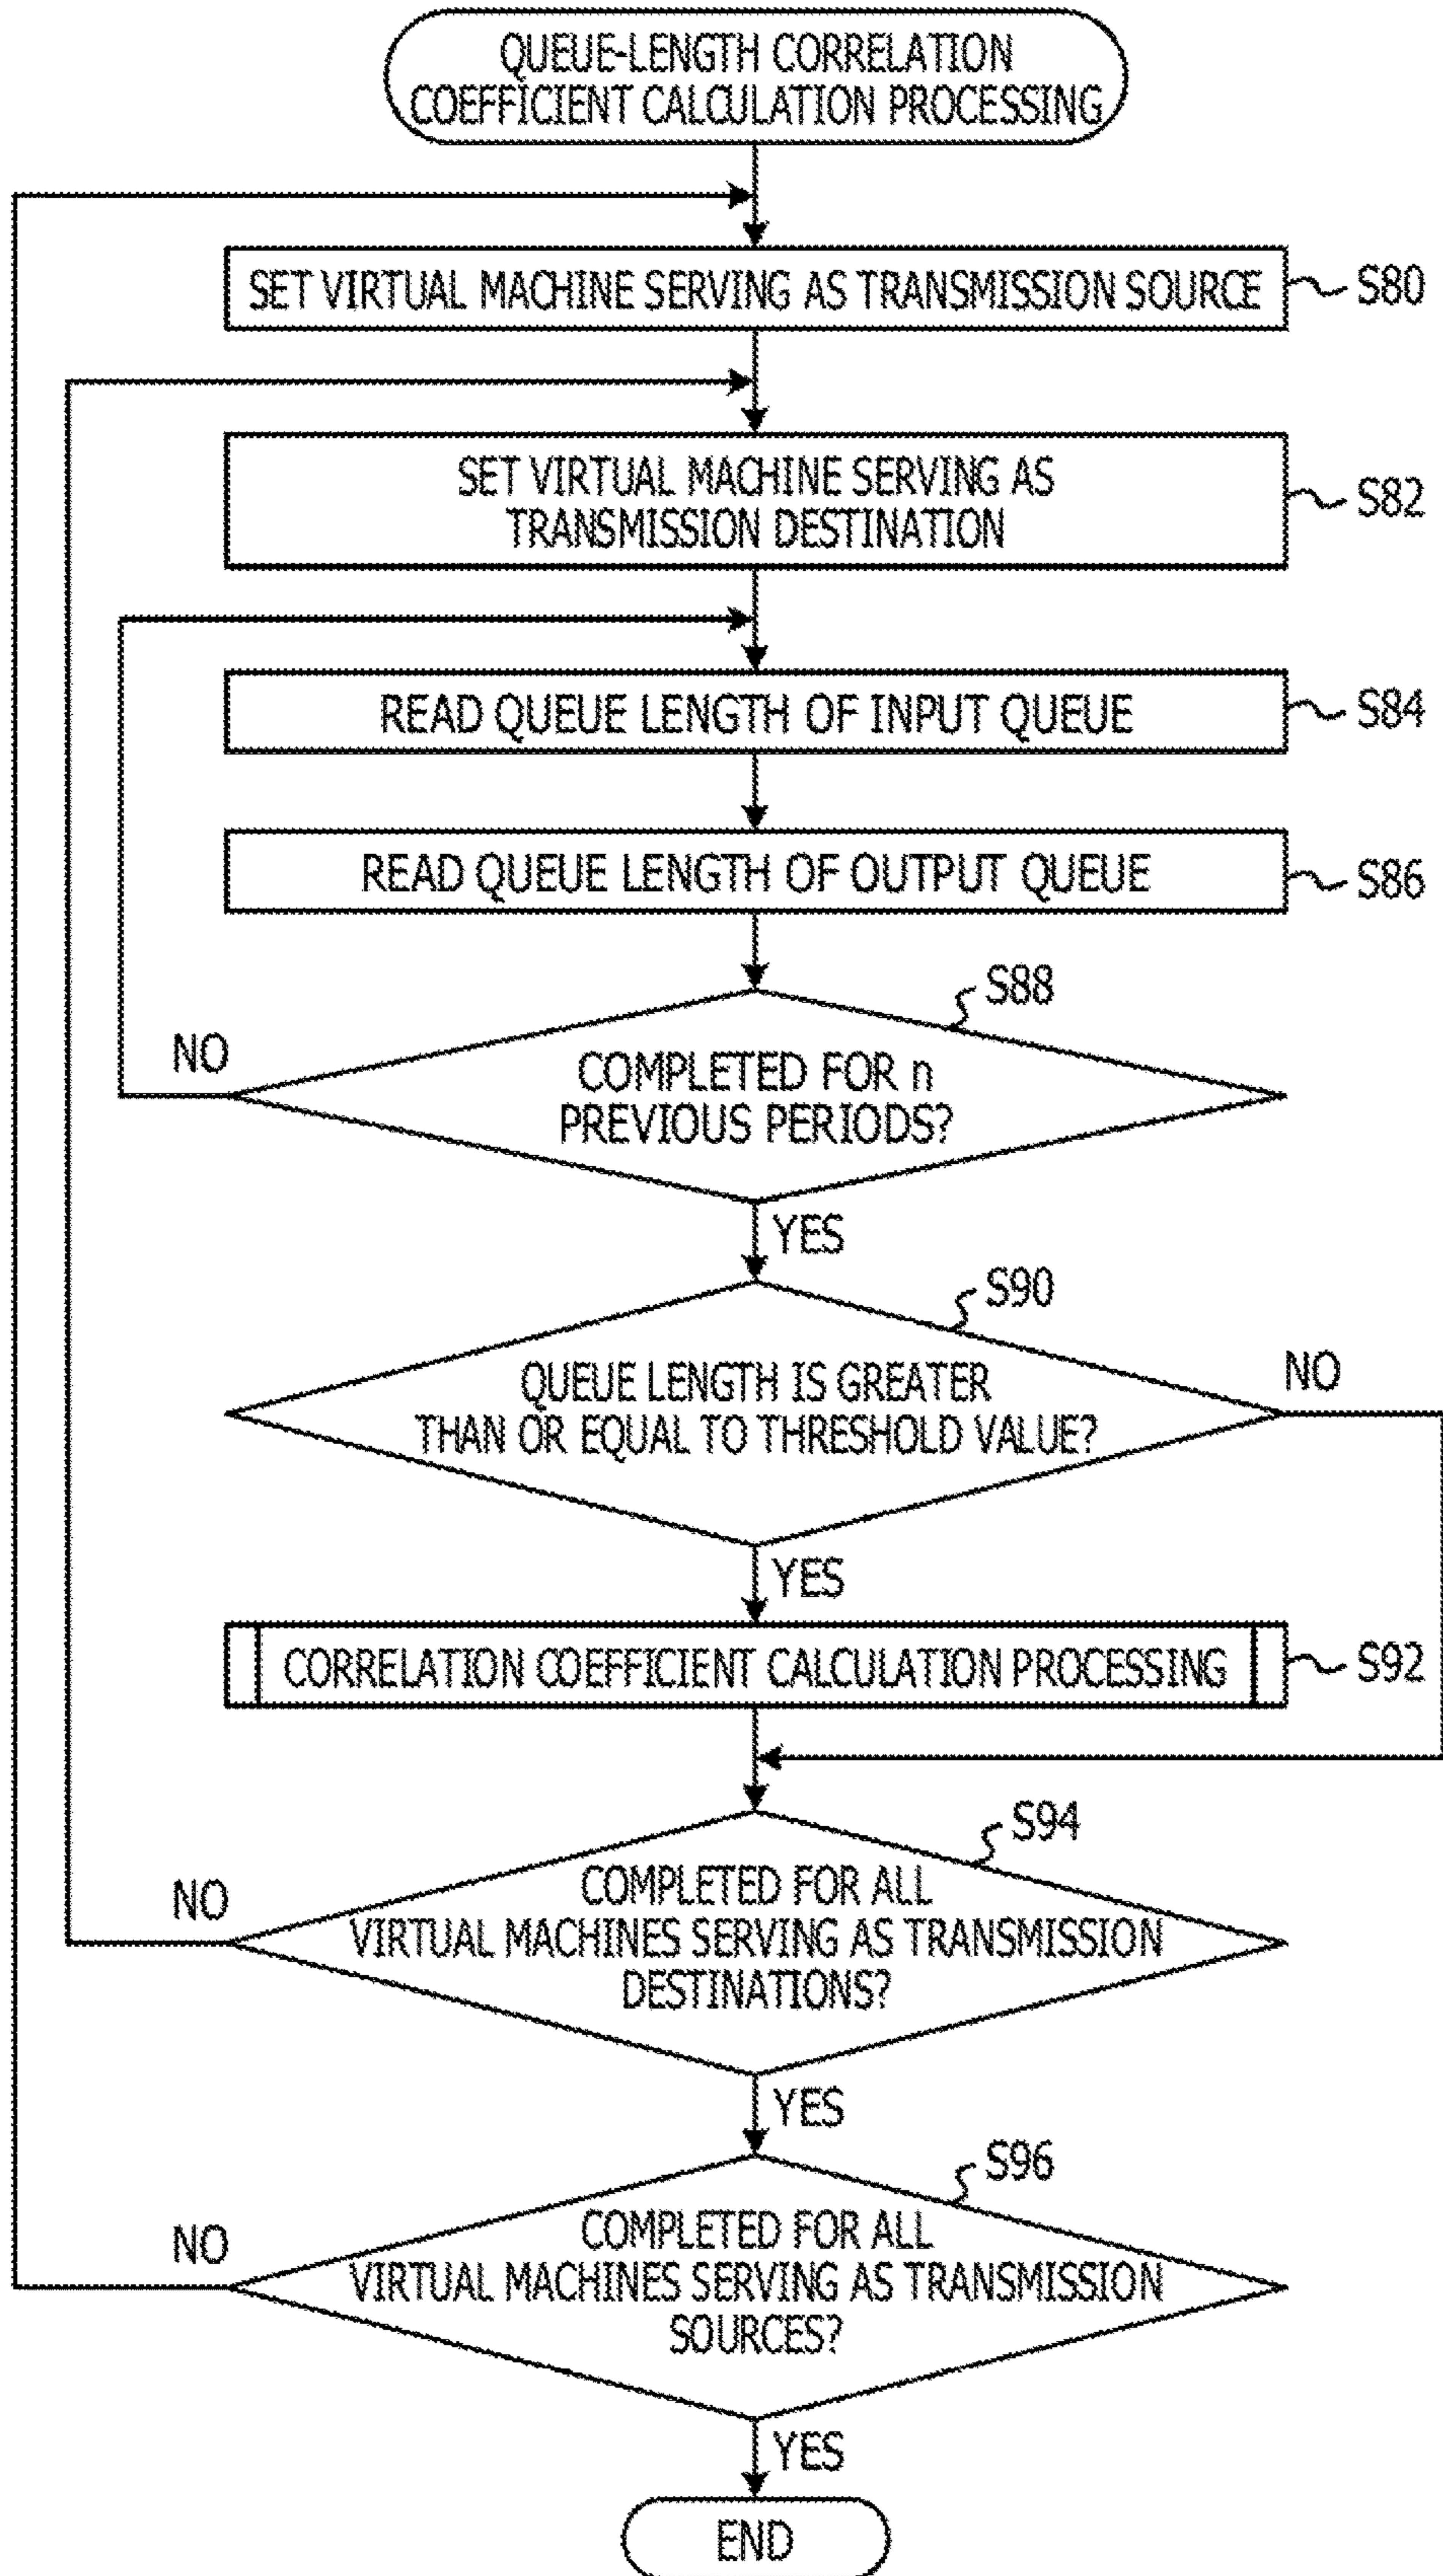 QUEUE-LENGTH CORRELATION
COEFFICIENT CALCULATION PROCESSING
SET VIRTUAL MACHINE SERVING AS TRANSMISSION SOURCE
S80
SET VIRTUAL MACHINE SERVING AS
TRANSMISSION DESTINATION
S82
READ QUEUE LENGTH OF INPUT QUEUE
S84
READ QUEUE LENGTH OF OUTPUT QUEUE
S86
S88
NO
COMPLETED FOR n
PREVIOUS PERIODS?
YES
S90
QUEUE LENGTH IS GREATER
THAN OR EQUAL TO THRESHOLD VALUE?
NO
YES
CORRELATION COEFFICIENT CALCULATION PROCESSING
S92
S94
COMPLETED FOR ALL
NO
VIRTUAL MACHINES SERVING AS TRANSMISSION
DESTINATIONS?
YES
S96
COMPLETED FOR ALL
NO
VIRTUAL MACHINES SERVING AS TRANSMISSION
SOURCES?
YES
END